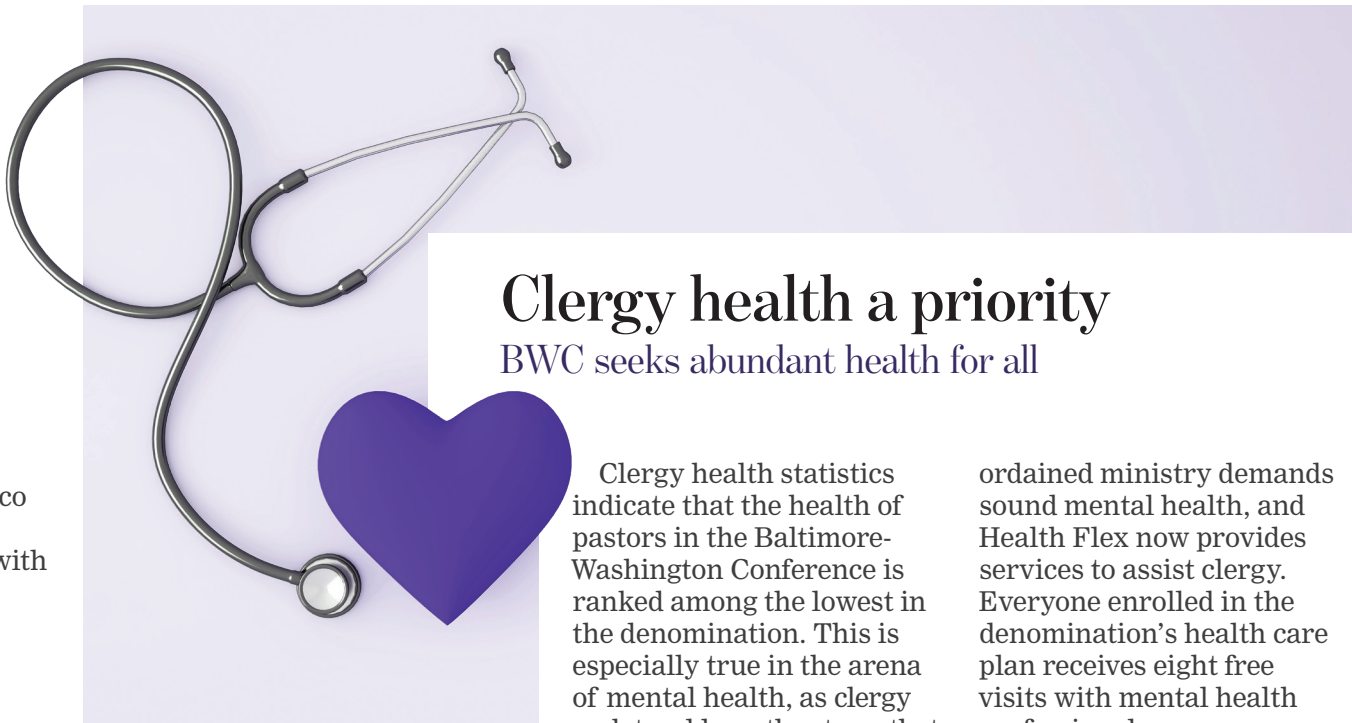 co
with
Clergy health a priority
BWC seeks abundant health for all
Clergy health statistics
indicate that the health of
pastors in the Baltimore-
Washington Conference is
ranked among the lowest in
the denomination. This is
especially true in the arena
of mental health, as clergy
ordained ministry demands
sound mental health, and
Health Flex now provides
services to assist clergy.
Everyone enrolled in the
denomination’s health care
plan receives eight free
visits with mental health